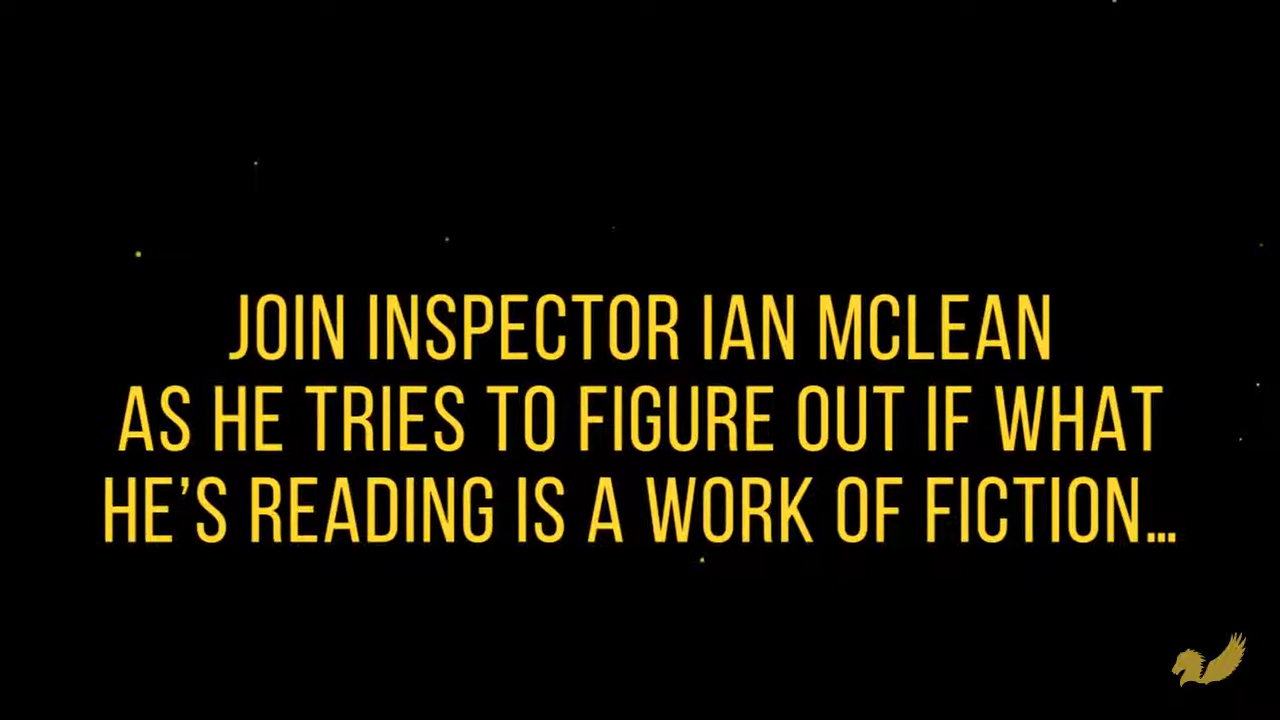 JOIN INSPECTOR IAN MCLEAN
AS HE TRIES TO FIGURE OUT IF WHAT
HE’S READING IS A WORK OF FICTION…